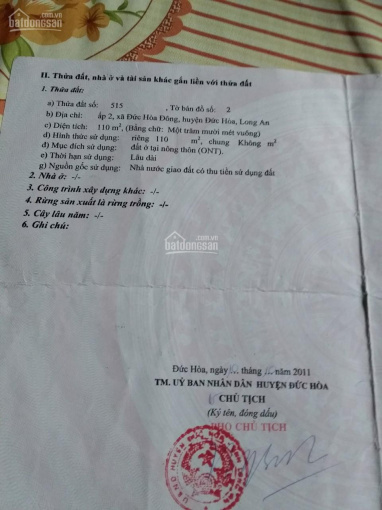 II. Thửa đất, nhà ở và tài sản khác gắn liền với thửa đất
1. Thửa đất:
a) Thửa đất số: 515 , Tờ bản đồ số: 2
b) Địa chỉ: ấp 2, xã Đức Hòa Đông, huyện Đức Hòa, Long An
c) Diện tích: 110 m², (Bằng chữ: Một trăm mười mét vuông)
d) Hình thức sử dụng: riêng 110 m², chung Không m²
đ) Mục đích sử dụng: đất ở tại nông thôn (ONT).
e) Thời hạn sử dụng: Lâu dài
g) Nguồn gốc sử dụng: Nhà nước giao đất có thu tiền sử dụng đất
2. Nhà ở: -/-
3. Công trình xây dựng khác: -/-
4. Rừng sản xuất là rừng trồng: -/-
5. Cây lâu năm: -/-
6. Ghi chú:
batdongsan
Đức Hòa, ngày ... tháng ... năm 2011
TM. UỶ BAN NHÂN DÂN HUYỆN ĐỨC HÒA
CHỦ TỊCH
(Ký tên, đóng dấu)
PHÓ CHỦ TỊCH